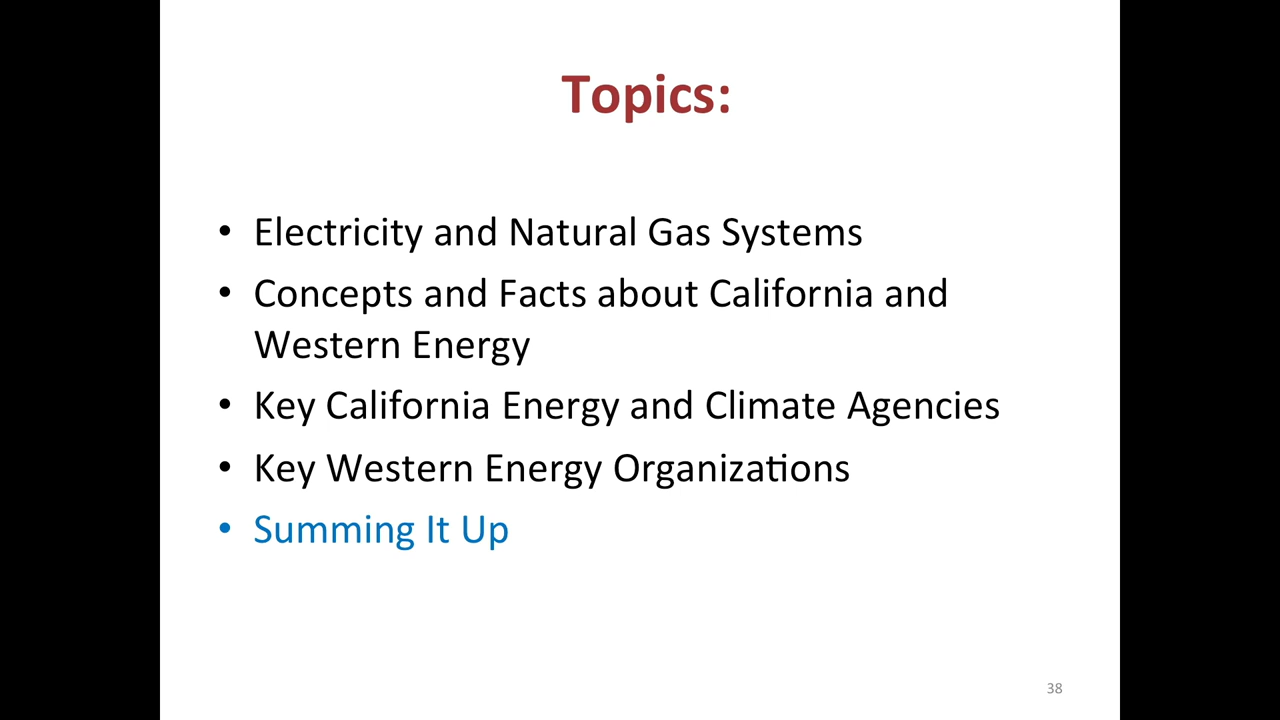 Topics:
• Electricity and Natural Gas Systems
• Concepts and Facts about California and
Western Energy
• Key California Energy and Climate Agencies
• Key Western Energy Organizations
• Summing It Up
38